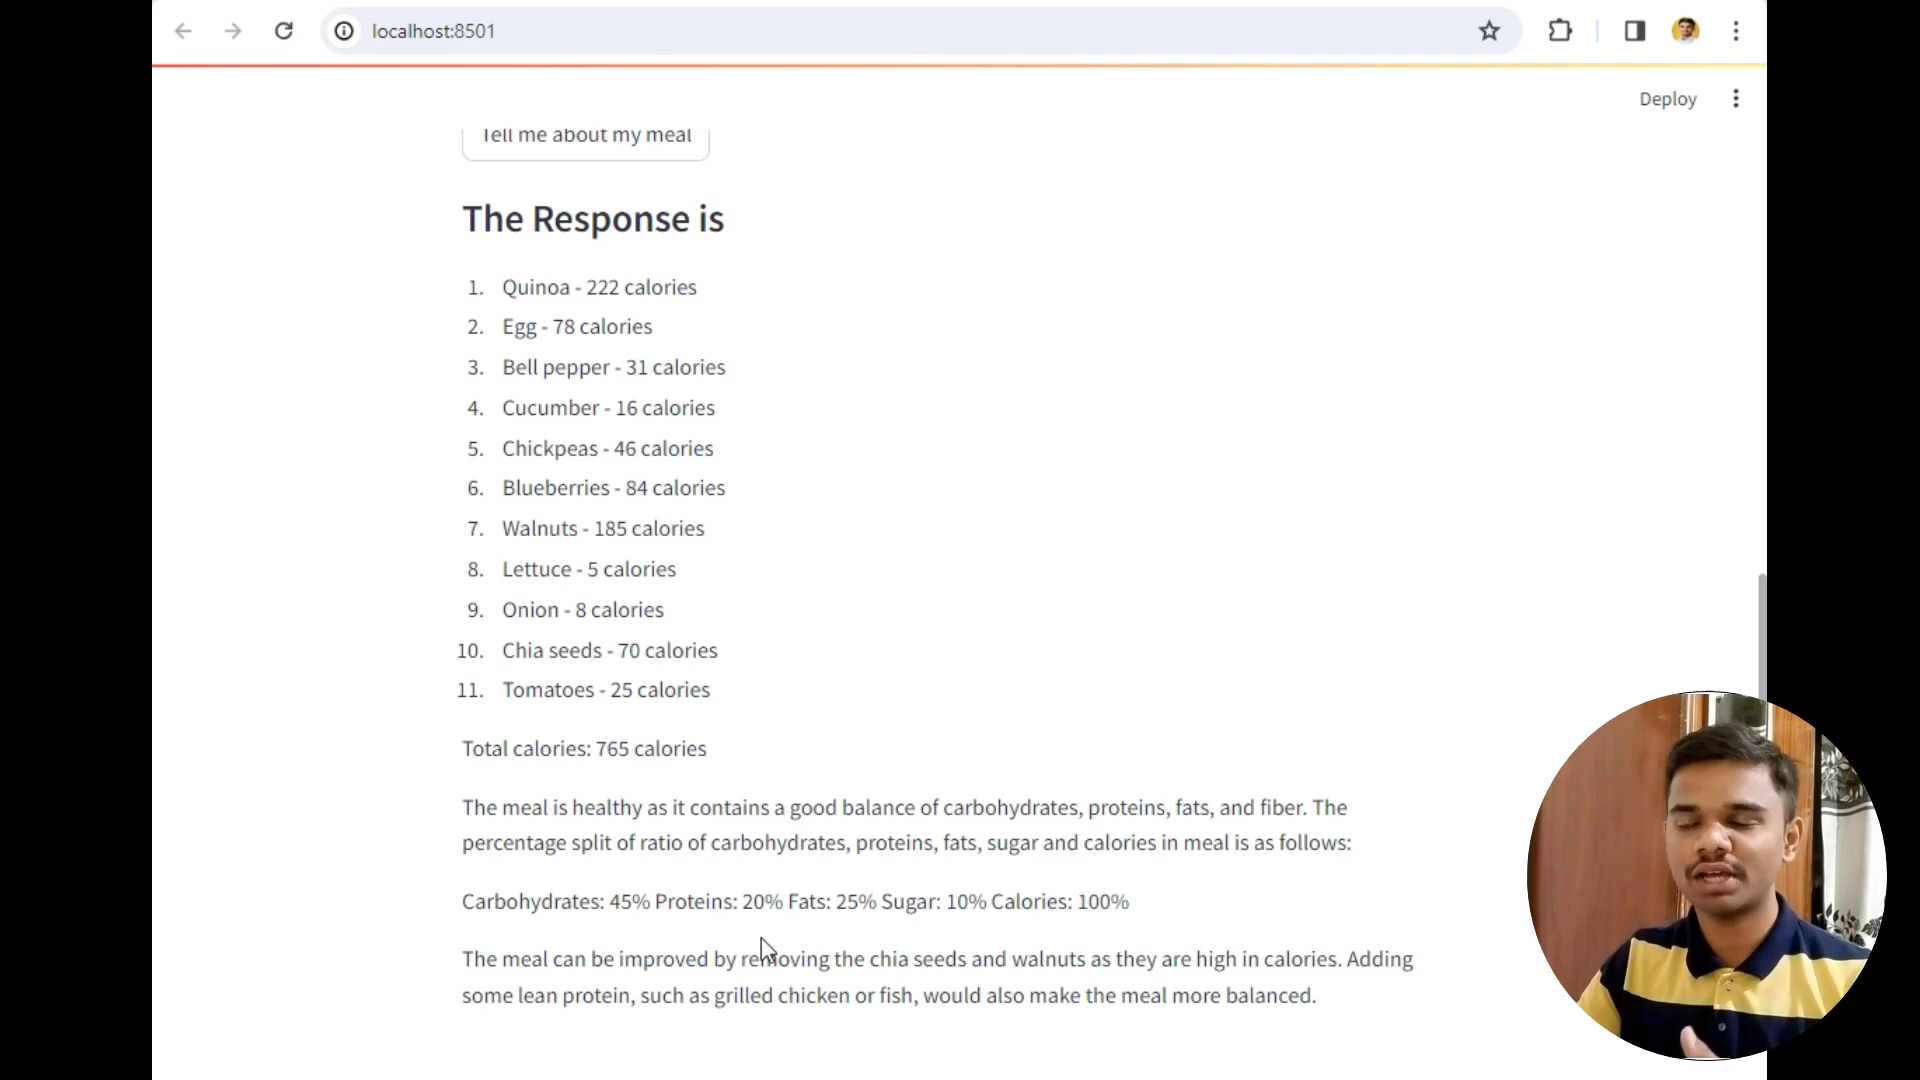 localhost:8501
Deploy
Tell me about my meal
The Response is
1. Quinoa - 222 calories
2. Egg - 78 calories
3. Bell pepper - 31 calories
4. Cucumber - 16 calories
5. Chickpeas - 46 calories
6. Blueberries - 84 calories
7. Walnuts - 185 calories
8. Lettuce - 5 calories
9. Onion - 8 calories
10. Chia seeds - 70 calories
11. Tomatoes - 25 calories
Total calories: 765 calories
The meal is healthy as it contains a good balance of carbohydrates, proteins, fats, and fiber. The
percentage split of ratio of carbohydrates, proteins, fats, sugar and calories in meal is as follows:
Carbohydrates: 45% Proteins: 20% Fats: 25% Sugar: 10% Calories: 100%
The meal can be improved by removing the chia seeds and walnuts as they are high in calories. Adding
some lean protein, such as grilled chicken or fish, would also make the meal more balanced.